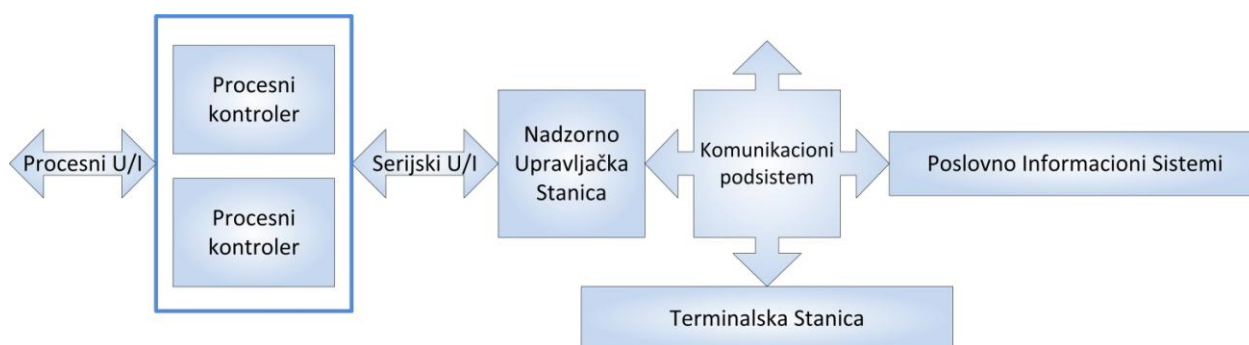 Procesni U/I
Procesni
kontroler
Procesni
kontroler
Serijski U/I
Nadzorno
Upravljačka
Stanica
Komunikacioni
podsistem
Poslovno Informacioni Sistemi
Terminalska Stanica